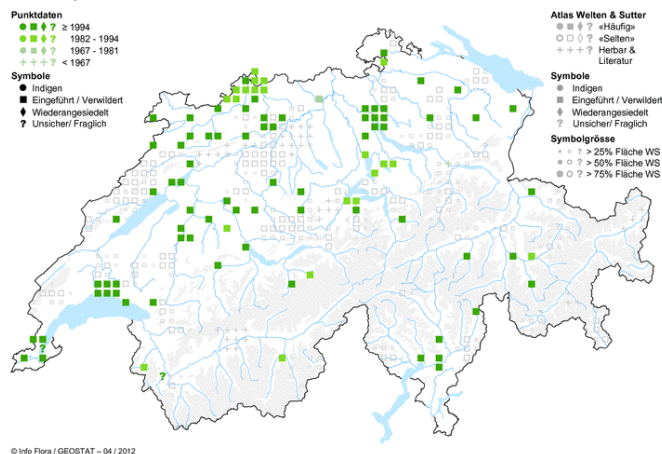 Punktdaten
? ≥ 1994
? 1982 - 1994
? 1967 - 1981
++++ < 1967
Symbole
Indigen
Eingeführt / Verwildert
Wiederangesiedelt
? Unsicher/ Fraglich
Atlas Welten & Sutter
? «Häufig»
? «Selten»
+++ Herbar &
Literatur
Symbole
Indigen
Eingeführt / Verwildert
Wiederangesiedelt
? Unsicher/ Fraglich
Symbolgrösse
? > 25% Fläche WS
? > 50% Fläche WS
? > 75% Fläche WS
?
?
© Info Flora / GEOSTAT – 04 / 2012